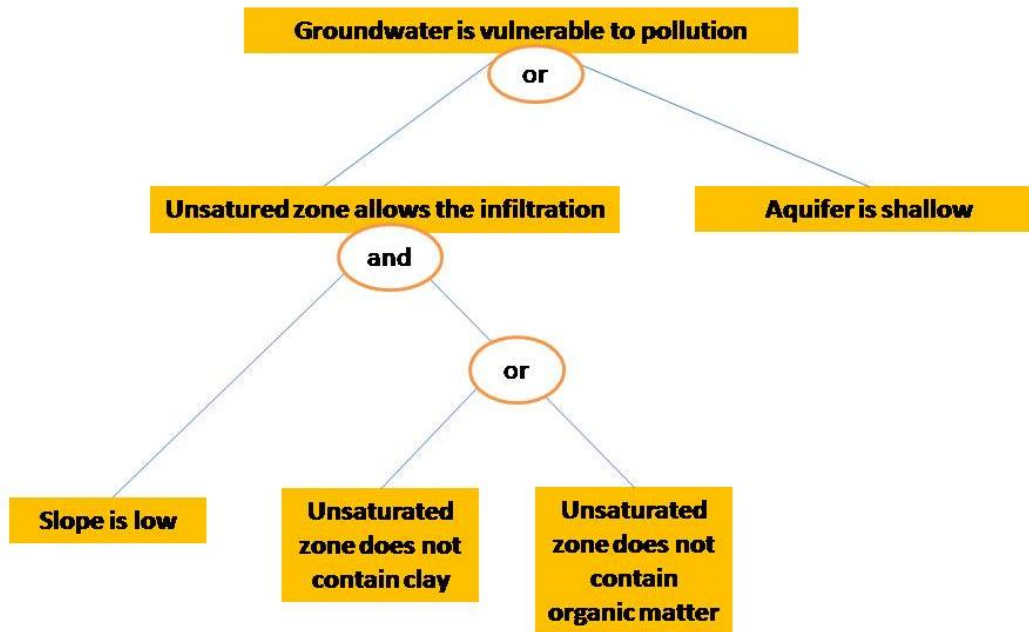 Groundwater is vulnerable to pollution
or
Unsatured zone allows the infiltration
Aquifer is shallow
and
or
Slope is low
Unsaturated
zone does not
contain clay
Unsaturated
zone does not
contain
organic matter